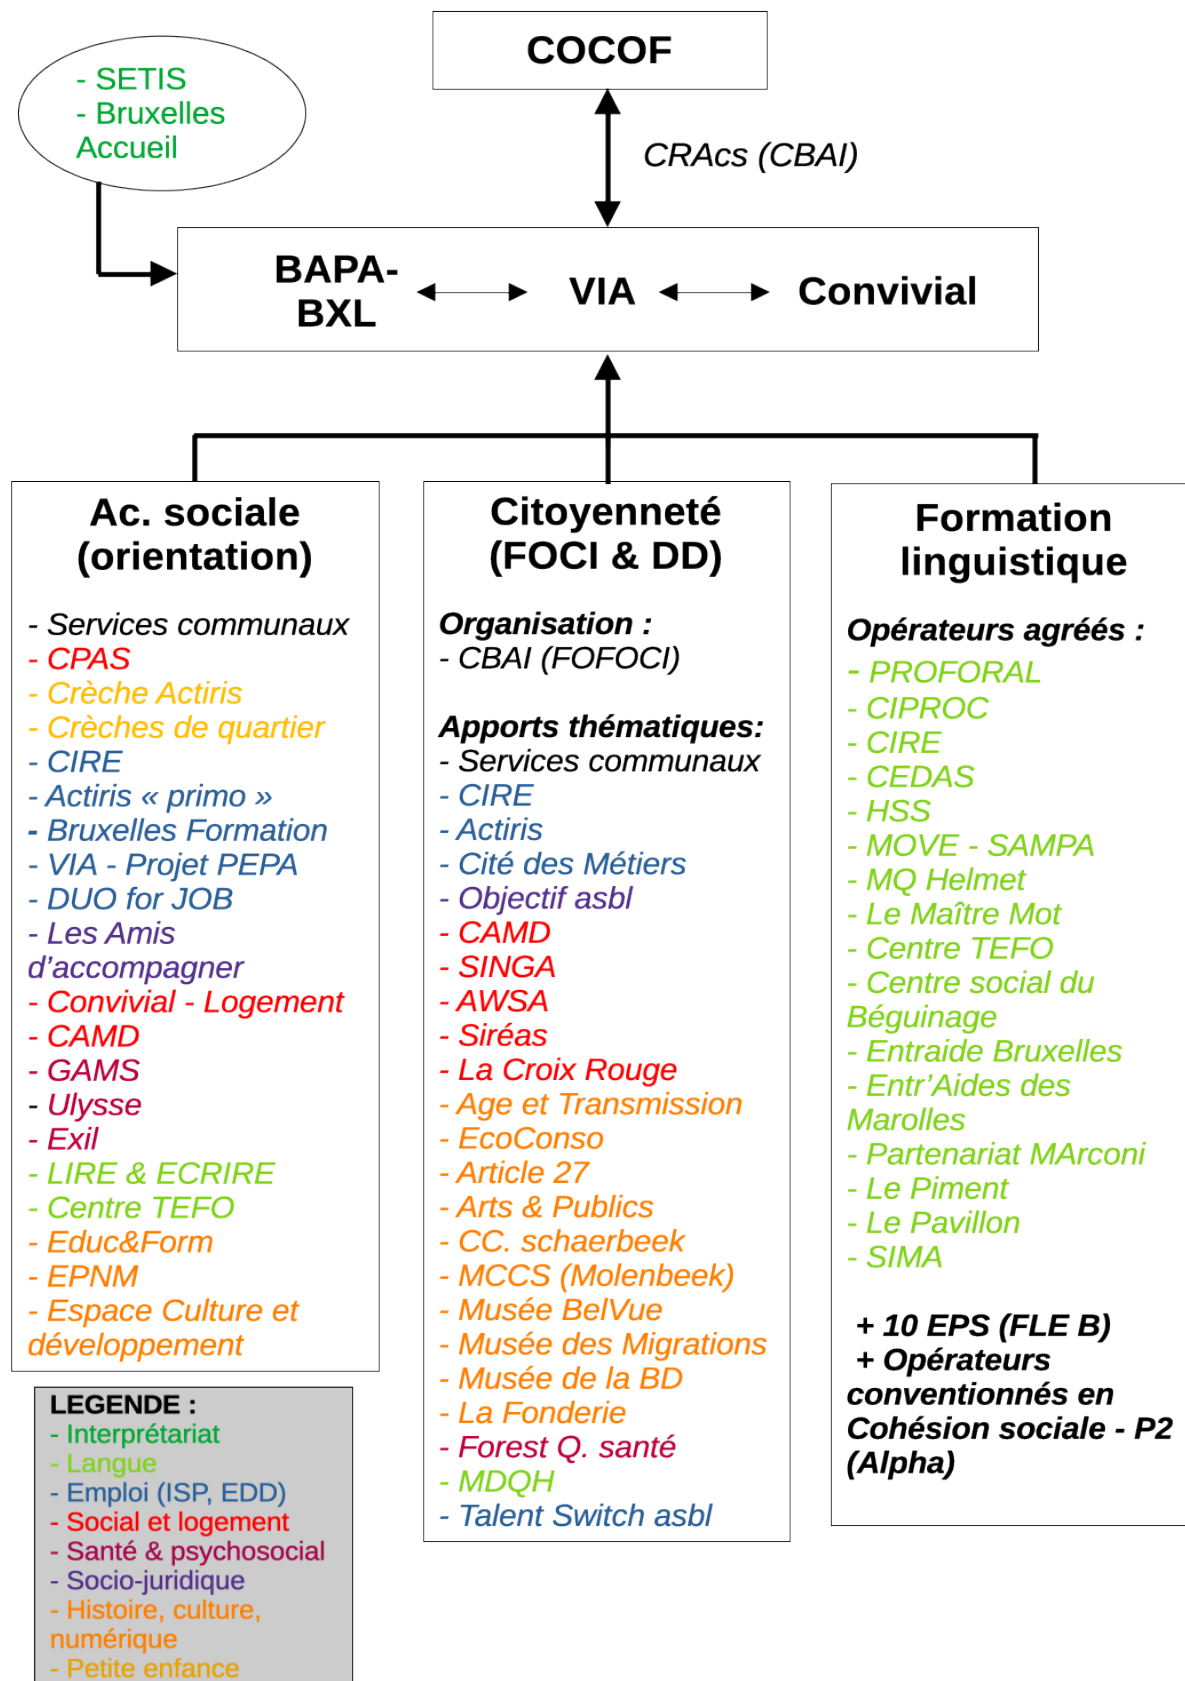 - SETIS
- Bruxelles
Accueil
COCOF
CRAcs (CBAI)
BAPA-
BXL
VIA
Convivial
Ac. sociale
(orientation)
- Services communaux
- CPAS
- Crèche Actiris
- Crèches de quartier
- CIRE
- Actiris « primo »
- Bruxelles Formation
- VIA - Projet PEPA
- DUO for JOB
- Les Amis
d’accompagner
- Convivial - Logement
- CAMD
- GAMS
- Ulysse
- Exil
- LIRE & ECRIRE
- Centre TEFO
- Educ&Form
- EPNM
- Espace Culture et
développement
Citoyenneté
(FOCI & DD)
Organisation :
- CBAI (FOFOCI)
Apports thématiques:
- Services communaux
- CIRE
- Actiris
- Cité des Métiers
- Objectif asbl
- CAMD
- SINGA
- AWSA
- Siréas
- La Croix Rouge
- Age et Transmission
- EcoConso
- Article 27
- Arts & Publics
- CC. schaerbeek
- MCCS (Molenbeek)
- Musée BelVue
- Musée des Migrations
- Musée de la BD
- La Fonderie
- Forest Q. santé
- MDQH
- Talent Switch asbl
Formation
linguistique
Opérateurs agréés :
- PROFORAL
- CIPROC
- CIRE
- CEDAS
- HSS
- MOVE - SAMPA
- MQ Helmet
- Le Maître Mot
- Centre TEFO
- Centre social du
Béguinage
- Entraide Bruxelles
- Entr’Aides des
Marolles
- Partenariat MArconi
- Le Piment
- Le Pavillon
- SIMA
+ 10 EPS (FLE B)
+ Opérateurs
conventionnés en
Cohésion sociale - P2
(Alpha)
LEGENDE :
- Interprétariat
- Langue
- Emploi (ISP, EDD)
- Social et logement
- Santé & psychosocial
- Socio-juridique
- Histoire, culture,
numérique
- Petite enfance